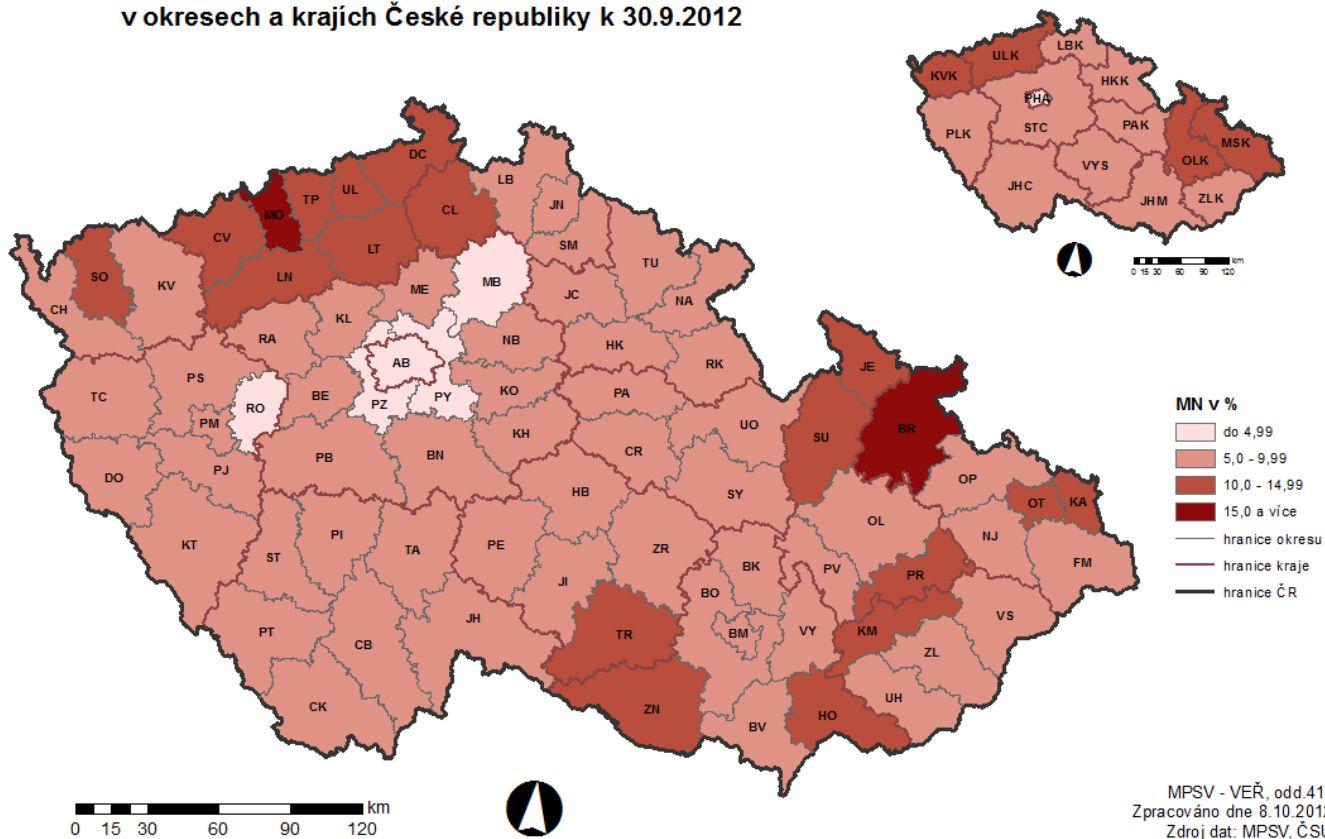 v okresech a krajích České republiky k 30.9.2012
LBK
ULK
KVK
HKK
PHA
PLK
STC
PAK
MSK
OLK
VYS
JHC
JHM
ZLK
0 15 30 60 90 120 km
DC
UL
TP
LB
MO
JN
CL
CV
LT
SM
TU
SO
LN
KV
MB
ME
JC
NA
CH
KL
RA
NB
HK
AB
RK
JE
PS
TC
BE
KO
PA
RO
PZ
PY
PM
UO
SU
BR
KH
CR
PB
BN
PJ
DO
OP
HB
SY
OT
KA
OL
KT
ST
PI
TA
PE
ZR
NJ
FM
JI
BK
PV
PR
BO
VS
PT
JH
TR
BM
VY
KM
CB
ZL
UH
CK
ZN
HO
BV
MN v %
do 4,99
5,0 - 9,99
10,0 - 14,99
15,0 a více
hranice okresu
hranice kraje
hranice ČR
0 15 30 60 90 120 km
MPSV - VEŘ, odd.41
Zpracováno dne 8.10.2012
Zdroj dat: MPSV, ČSÚ